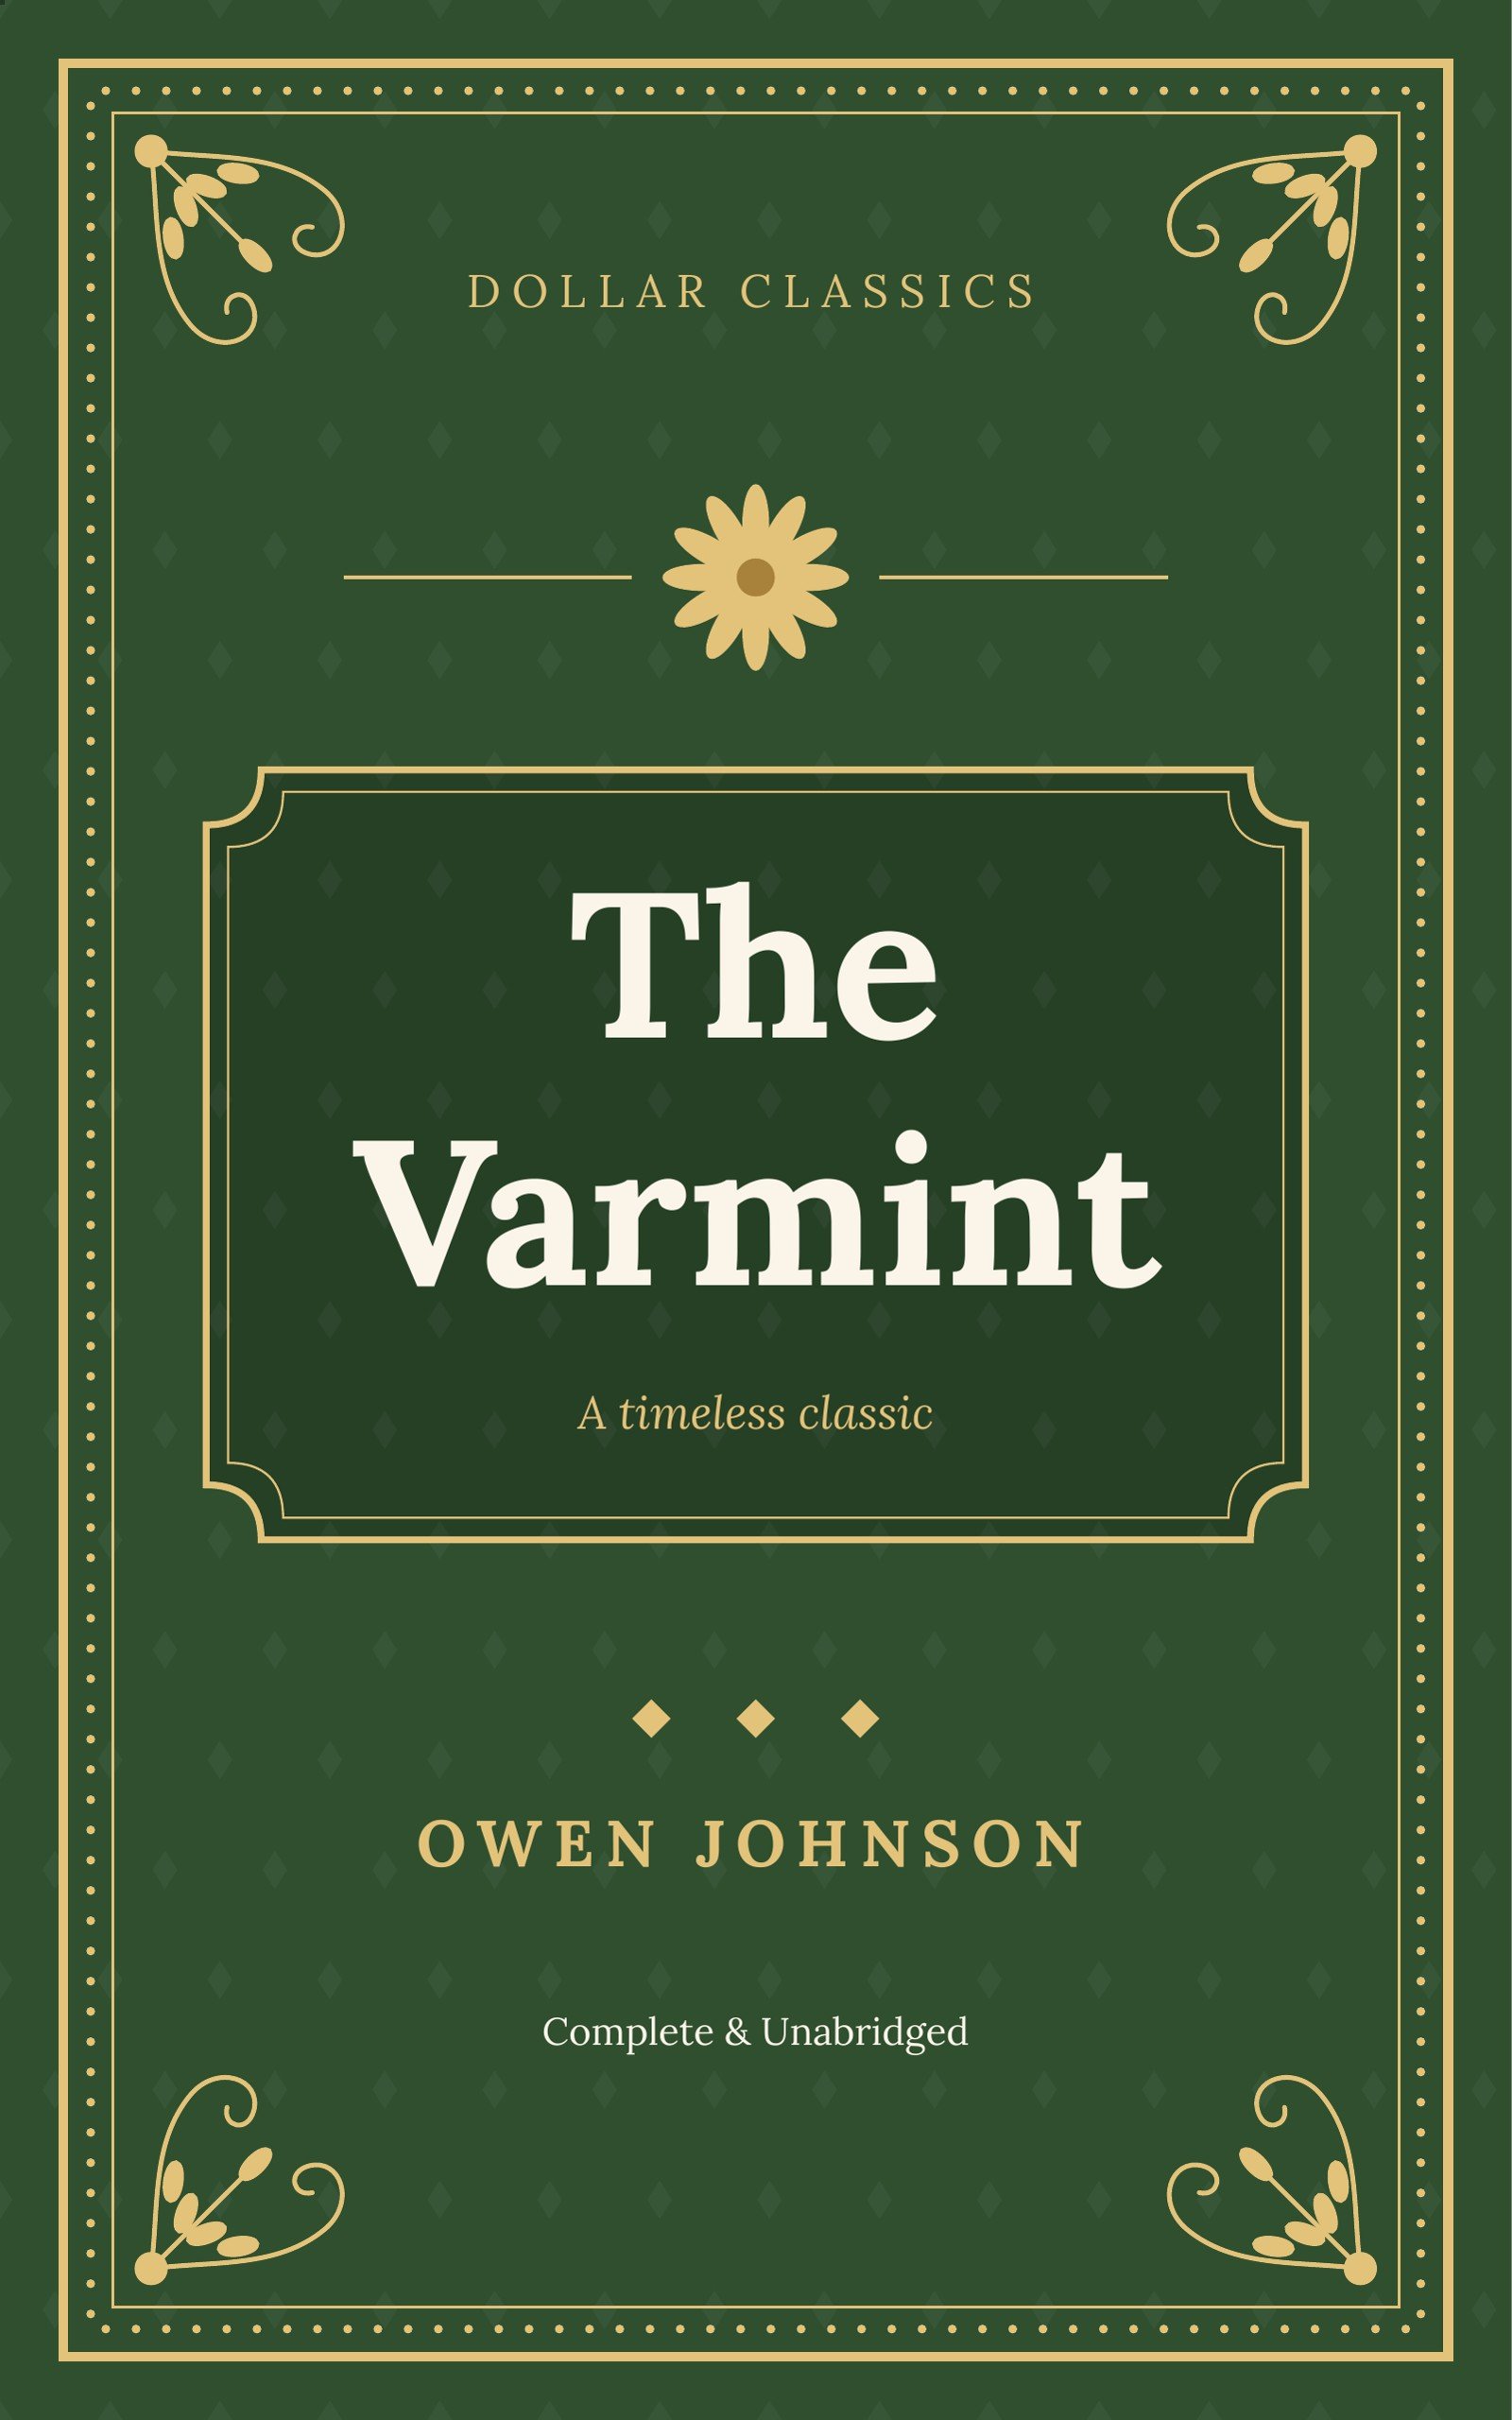 DOLLAR CLASSICS
The
Varmint
A timeless classic
OWEN JOHNSON
Complete & Unabridged